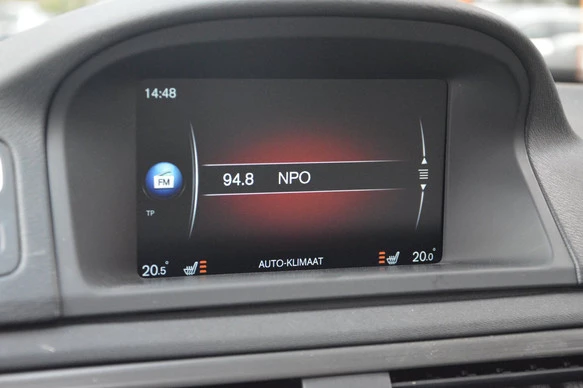 14:48
FM
94.8 NPO
TP
20.5° AUTO-KLIMAAT 20.0°